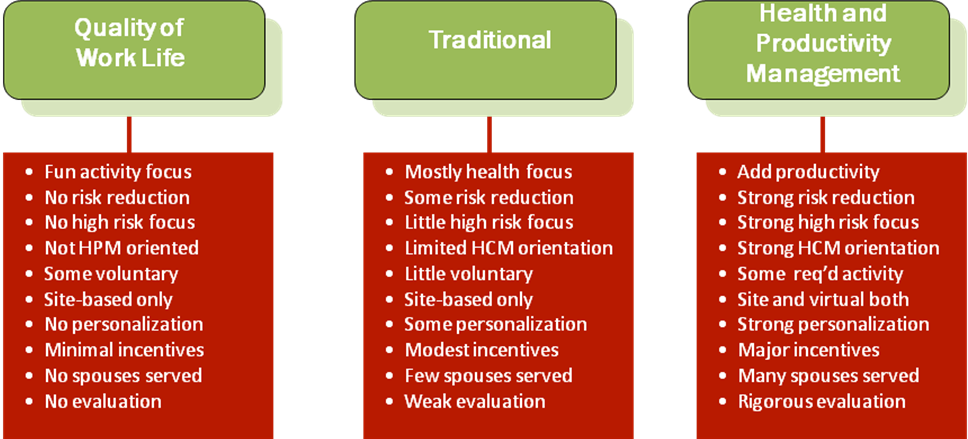 Quality of
Work Life
Fun activity focus
No risk reduction
No high risk focus
Not HPM oriented
Some voluntary
Site-based only
No personalization
Minimal incentives
No spouses served
No evaluation
Traditional
Mostly health focus
Some risk reduction
Little high risk focus
Limited HCM orientation
Little voluntary
Site-based only
Some personalization
Modest incentives
Few spouses served
Weak evaluation
Health and
Productivity
Management
Add productivity
Strong risk reduction
Strong high risk focus
Strong HCM orientation
Some req’d activity
Site and virtual both
Strong personalization
Major incentives
Many spouses served
Rigorous evaluation